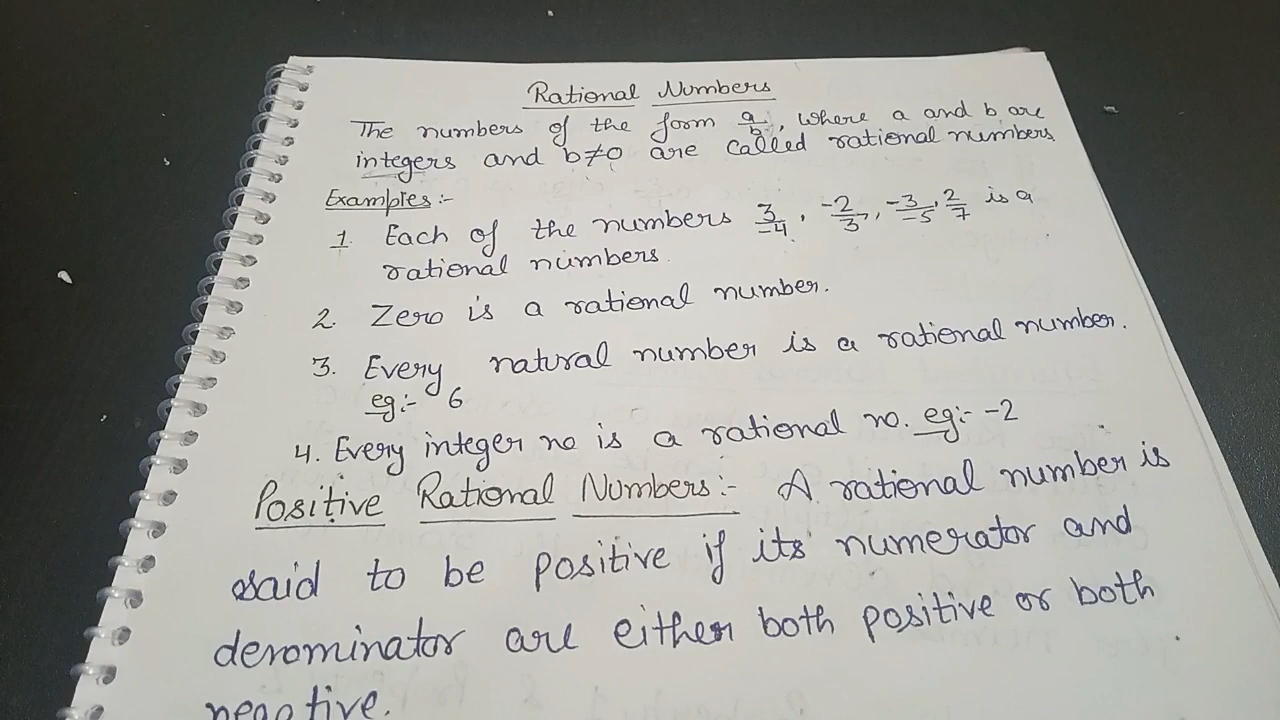 Rational Numbers
The numbers of the form a/b, where a and b are
integers and b≠0 are called rational numbers.
Examples :-
1. Each of the numbers 3/-4, -2/3, -3/-5, 2/7 is a
rational numbers.
2. Zero is a rational number.
3. Every natural number is a rational number.
eg:- 6
4. Every integer no is a rational no. eg:- -2
Positive Rational Numbers:- A rational number is
said to be positive if its numerator and
denominator are either both positive or both
negative.